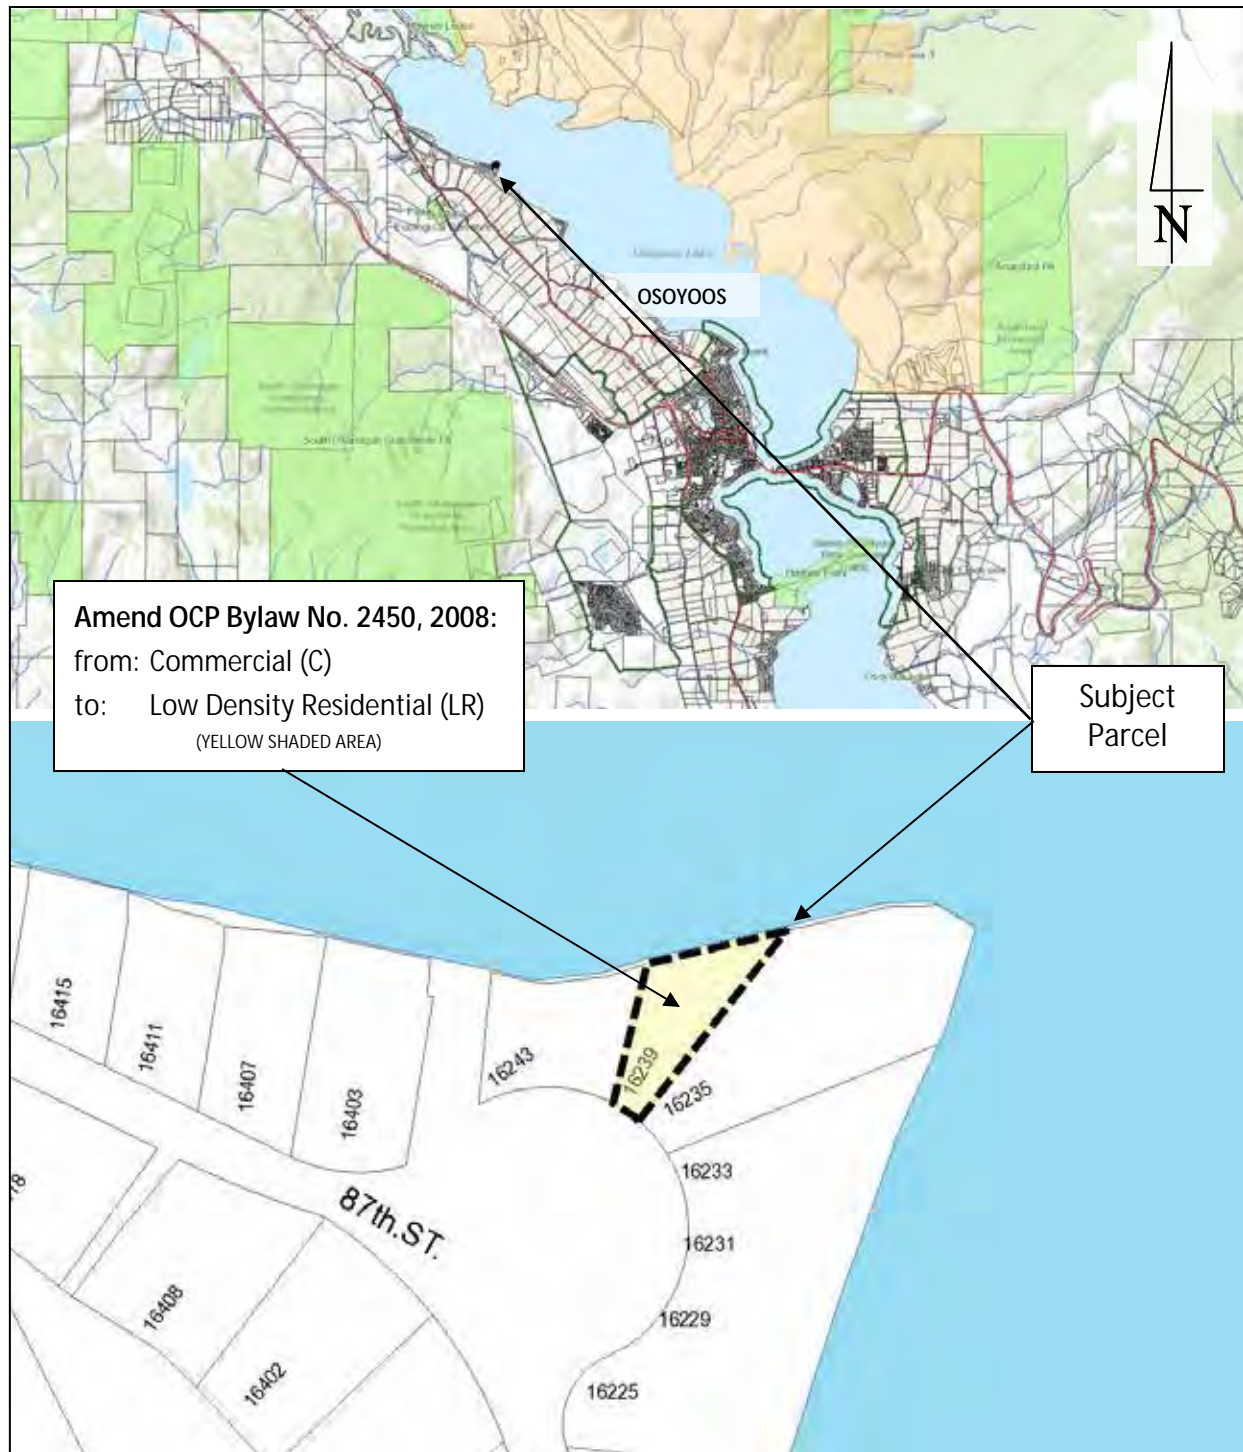 N
OSOYOOS
Amend OCP Bylaw No. 2450, 2008:
from: Commercial (C)
to: Low Density Residential (LR)
(YELLOW SHADED AREA)
Subject
Parcel
16415
16411
16407
16403
16243
16239
16235
16233
16231
16229
16225
87th.ST.
18
16408
16402